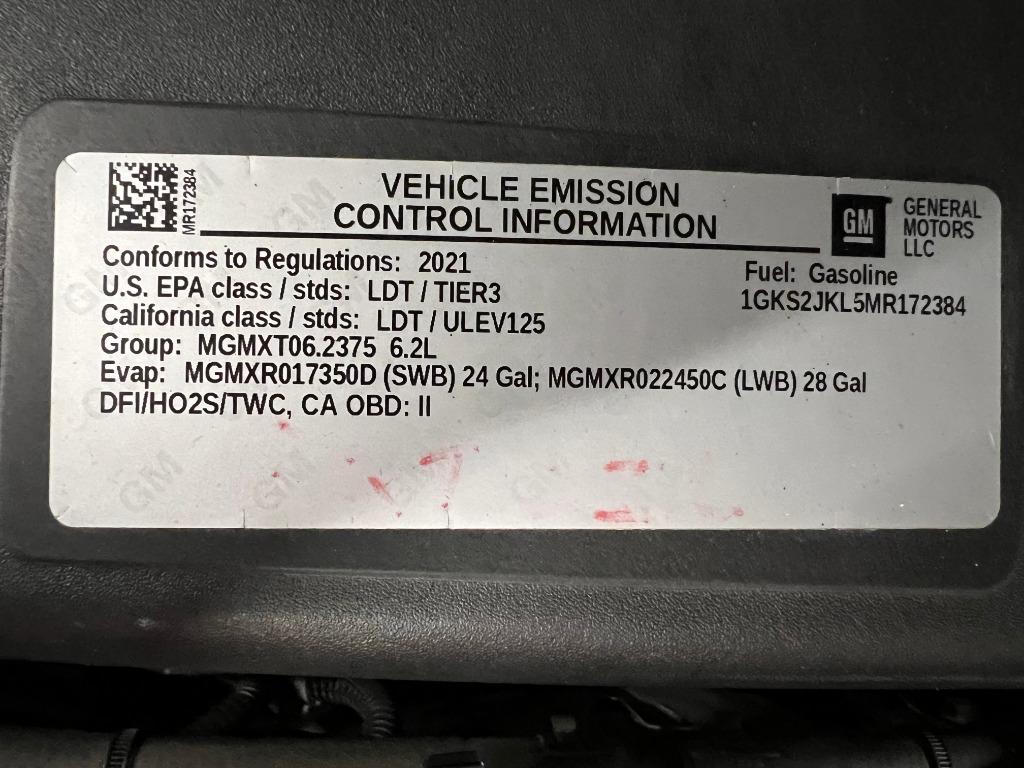 MR172384
VEHICLE EMISSION
CONTROL INFORMATION
GM
GENERAL
MOTORS
LLC
Conforms to Regulations: 2021
Fuel: Gasoline
U.S. EPA class / stds: LDT / TIER3
1GKS2JKL5MR172384
California class / stds: LDT / ULEV125
Group: MGMXT06.2375 6.2L
Evap: MGMXR017350D (SWB) 24 Gal; MGMXR022450C (LWB) 28 Gal
DFI/HO2S/TWC, CA OBD: II